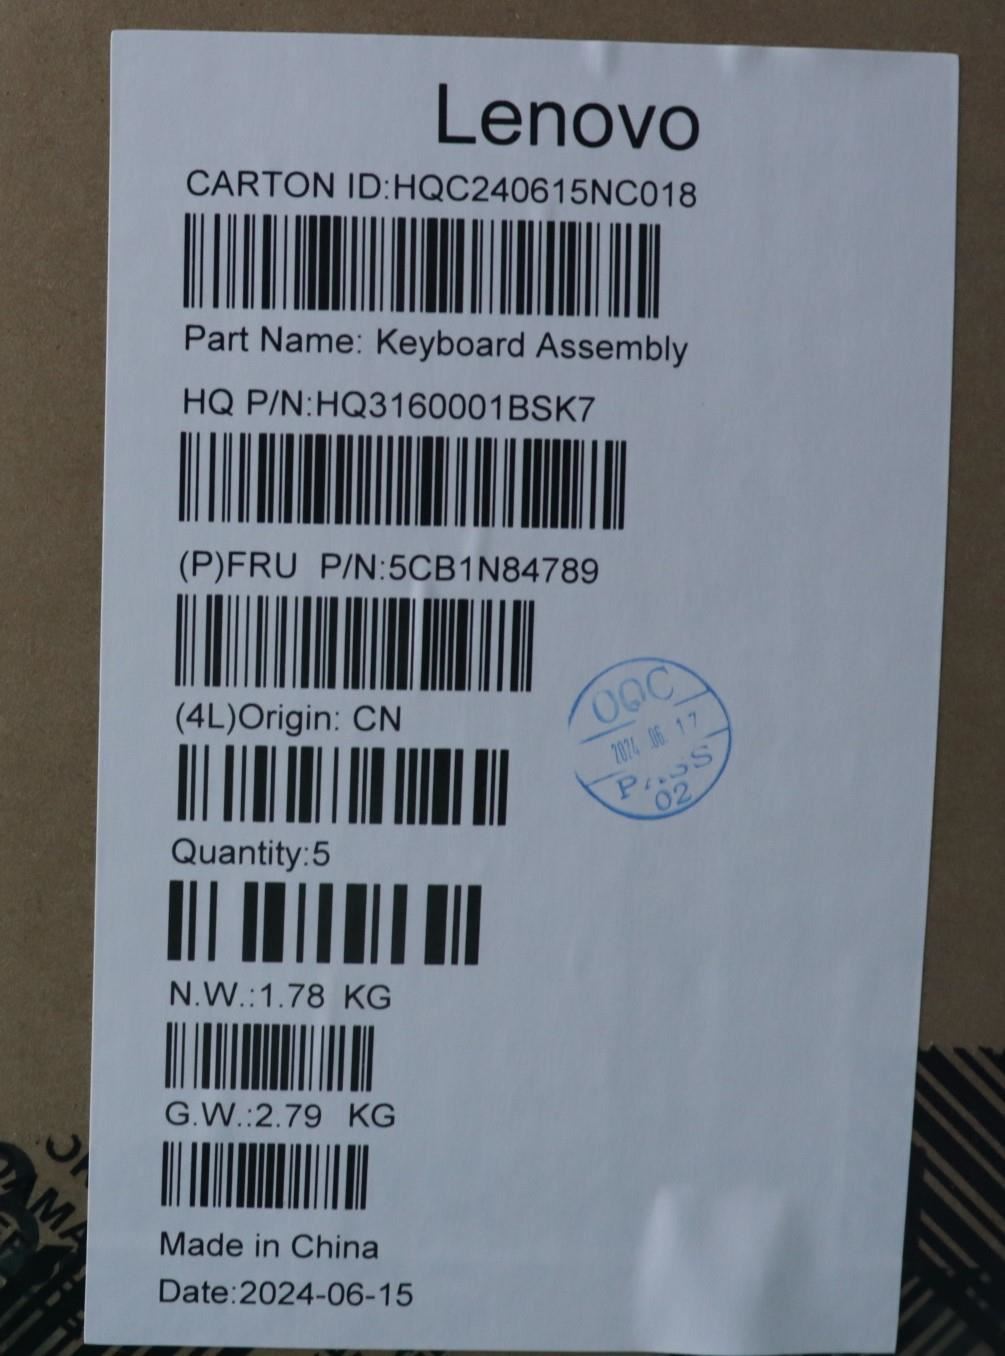 Lenovo
CARTON ID:HQC240615NC018
Part Name: Keyboard Assembly
HQ P/N:HQ3160001BSK7
(P)FRU P/N:5CB1N84789
(4L)Origin: CN
OQC
2024 .06. 17
PASS
02
Quantity:5
N.W.:1.78 KG
G.W.:2.79 KG
Made in China
Date:2024-06-15